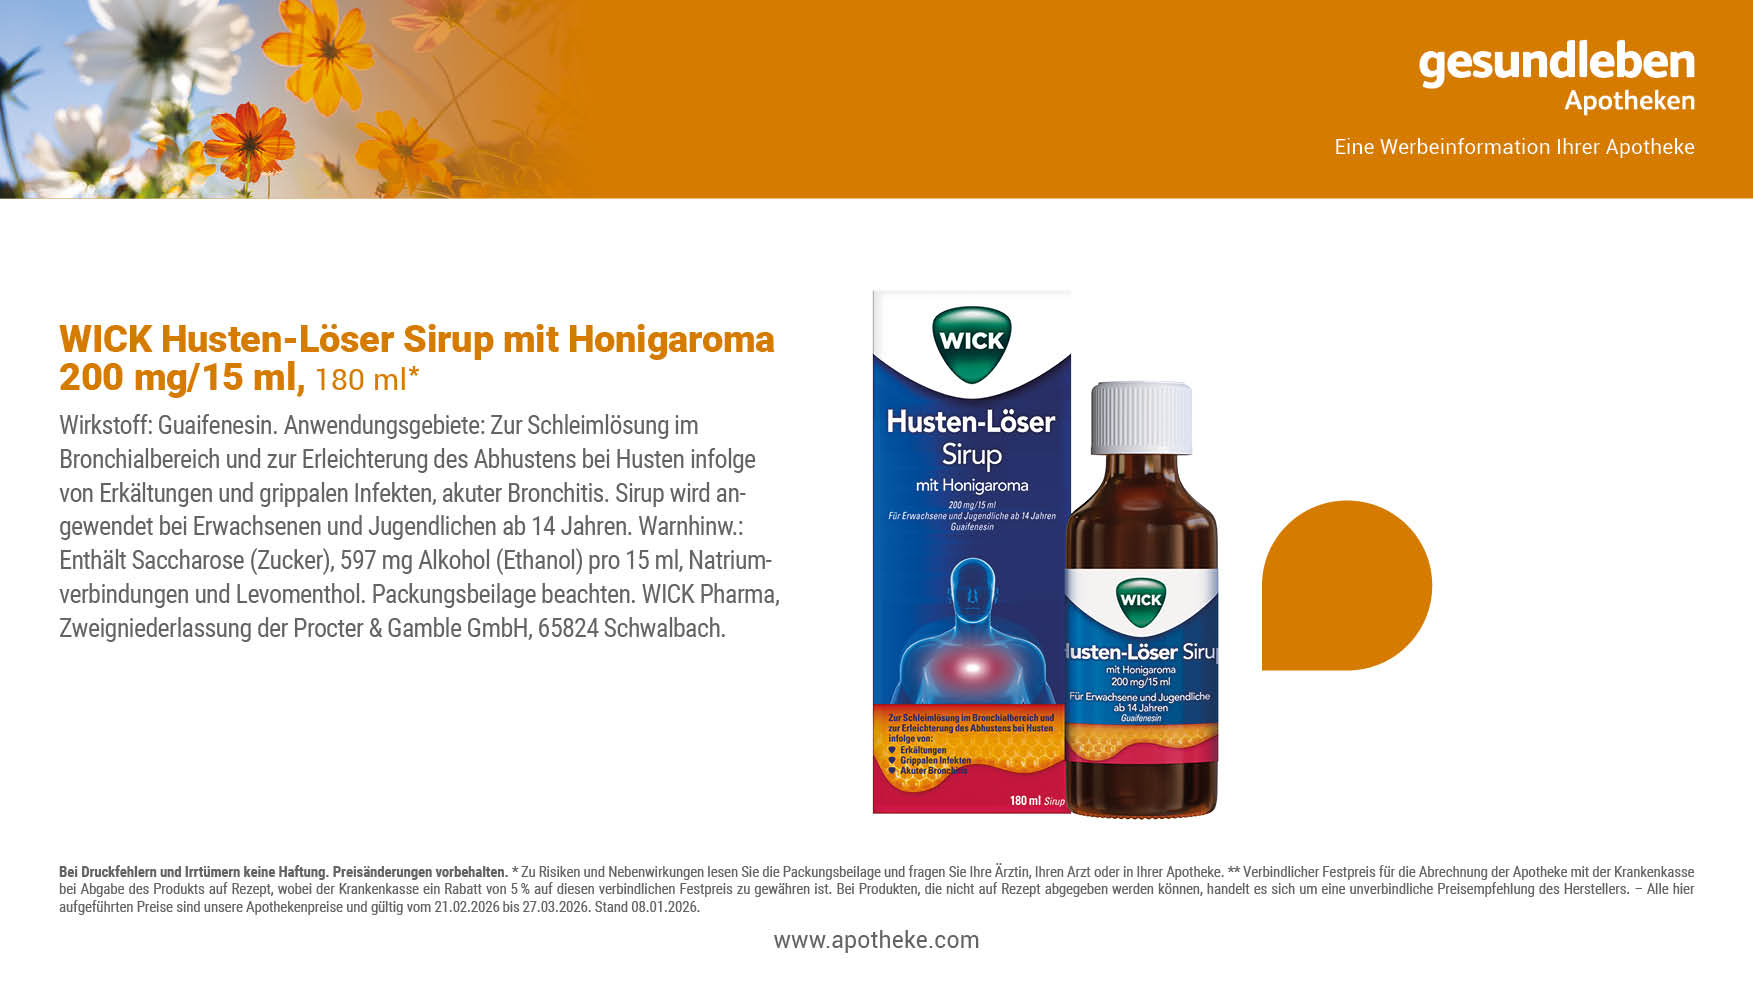 gesundleben
Apotheken
Eine Werbeinformation Ihrer Apotheke
WICK Husten-Löser Sirup mit Honigaroma
200 mg/15 ml, 180 ml*
Wirkstoff: Guaifenesin. Anwendungsgebiete: Zur Schleimlösung im
Bronchialbereich und zur Erleichterung des Abhustens bei Husten infolge
von Erkältungen und grippalen Infekten, akuter Bronchitis. Sirup wird an-
gewendet bei Erwachsenen und Jugendlichen ab 14 Jahren. Warnhinw.:
Enthält Saccharose (Zucker), 597 mg Alkohol (Ethanol) pro 15 ml, Natrium-
verbindungen und Levomenthol. Packungsbeilage beachten. WICK Pharma,
Zweigniederlassung der Procter & Gamble GmbH, 65824 Schwalbach.
WICK
Husten-Löser
Sirup
mit Honigaroma
200 mg/15 ml
Für Erwachsene und Jugendliche ab 14 Jahren
Guaifenesin
Zur Schleimlösung im Bronchialbereich und
zur Erleichterung des Abhustens bei Husten
infolge von:
Erkältungen
Grippalen Infekten
Akuter Bronchitis
180 ml Sirup
WICK
Husten-Löser Sirup
mit Honigaroma
200 mg/15 ml
Für Erwachsene und Jugendliche
ab 14 Jahren
Guaifenesin
Bei Druckfehlern und Irrtümern keine Haftung. Preisänderungen vorbehalten. * Zu Risiken und Nebenwirkungen lesen Sie die Packungsbeilage und fragen Sie Ihre Ärztin, Ihren Arzt oder in Ihrer Apotheke. ** Verbindlicher Festpreis für die Abrechnung der Apotheke mit der Krankenkasse
bei Abgabe des Produkts auf Rezept, wobei der Krankenkasse ein Rabatt von 5 % auf diesen verbindlichen Festpreis zu gewähren ist. Bei Produkten, die nicht auf Rezept abgegeben werden können, handelt es sich um eine unverbindliche Preisempfehlung des Herstellers. – Alle hier
aufgeführten Preise sind unsere Apothekenpreise und gültig vom 21.02.2026 bis 27.03.2026. Stand 08.01.2026.
www.apotheke.com